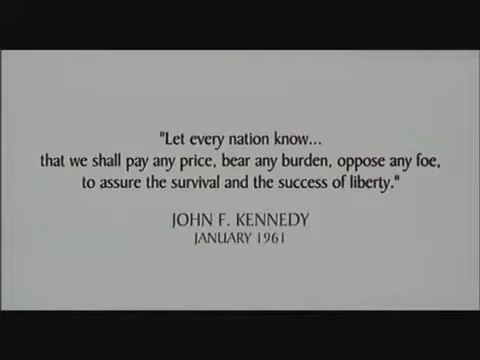 "Let every nation know...
that we shall pay any price, bear any burden, oppose any foe,
to assure the survival and the success of liberty."
JOHN F. KENNEDY
JANUARY 1961